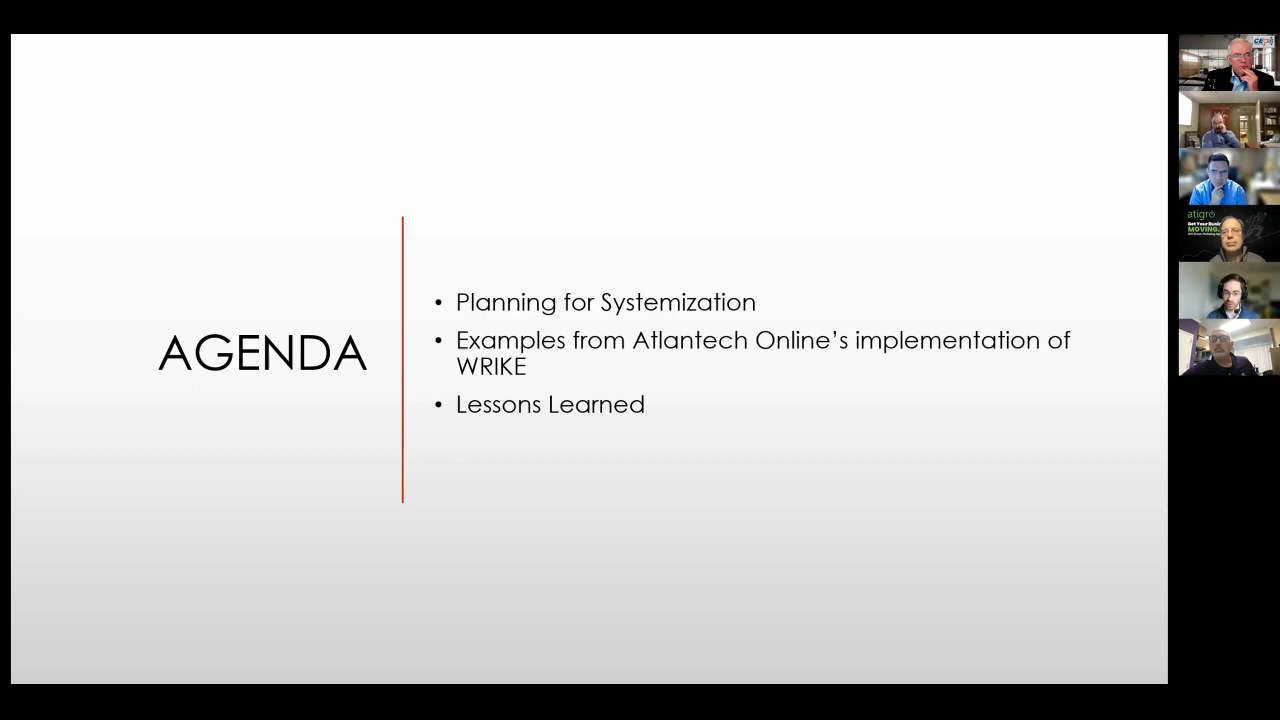 AGENDA
• Planning for Systemization
• Examples from Atlantech Online’s implementation of
WRIKE
• Lessons Learned
atigro
Get Your Busi
MOVING.